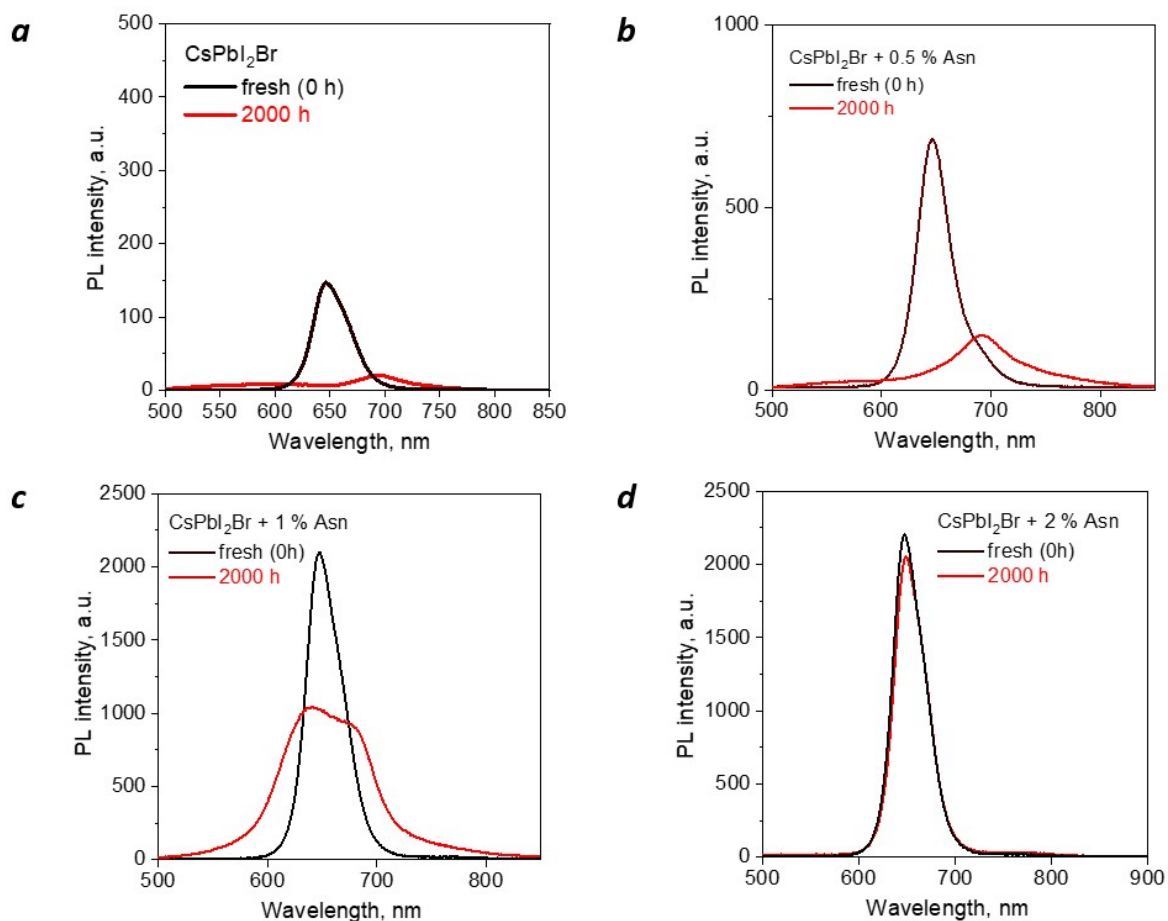 a
CsPbI₂Br
fresh (0 h)
2000 h
PL intensity, a.u.
500
400
300
200
100
0
500 550 600 650 700 750 800 850
Wavelength, nm
b
CsPbI₂Br + 0.5 % Asn
fresh (0 h)
2000 h
PL intensity, a.u.
1000
500
0
500 600 700 800
Wavelength, nm
c
CsPbI₂Br + 1 % Asn
fresh (0h)
2000 h
PL intensity, a.u.
2500
2000
1500
1000
500
0
500 600 700 800
Wavelength, nm
d
CsPbI₂Br + 2 % Asn
fresh (0h)
2000 h
PL intensity, a.u.
2500
2000
1500
1000
500
0
500 600 700 800 900
Wavelength, nm